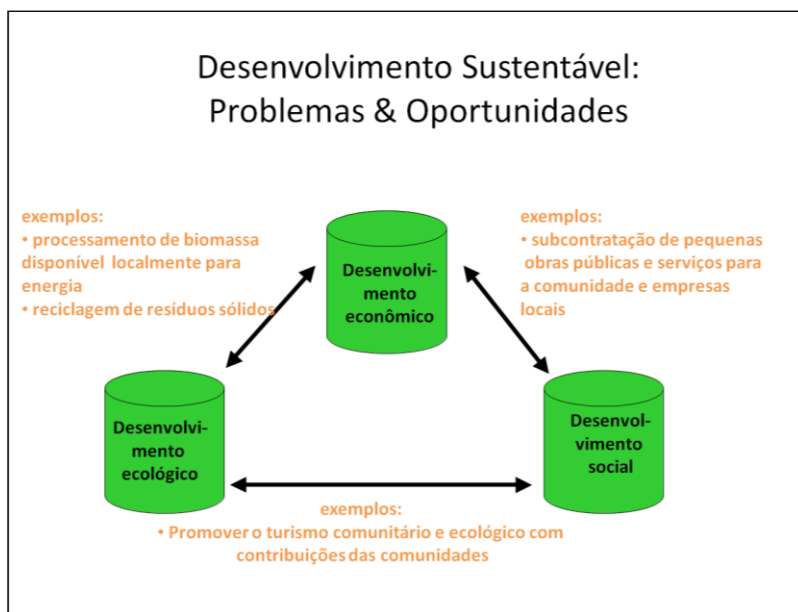 Desenvolvimento Sustentável:
Problemas & Oportunidades
exemplos:
• processamento de biomassa
disponível localmente para
energia
• reciclagem de resíduos sólidos
Desenvolvi-
mento
econômico
exemplos:
• subcontratação de pequenas
obras públicas e serviços para
a comunidade e empresas
locais
Desenvolvi-
mento
ecológico
Desenvol-
vimento
social
exemplos:
• Promover o turismo comunitário e ecológico com
contribuições das comunidades